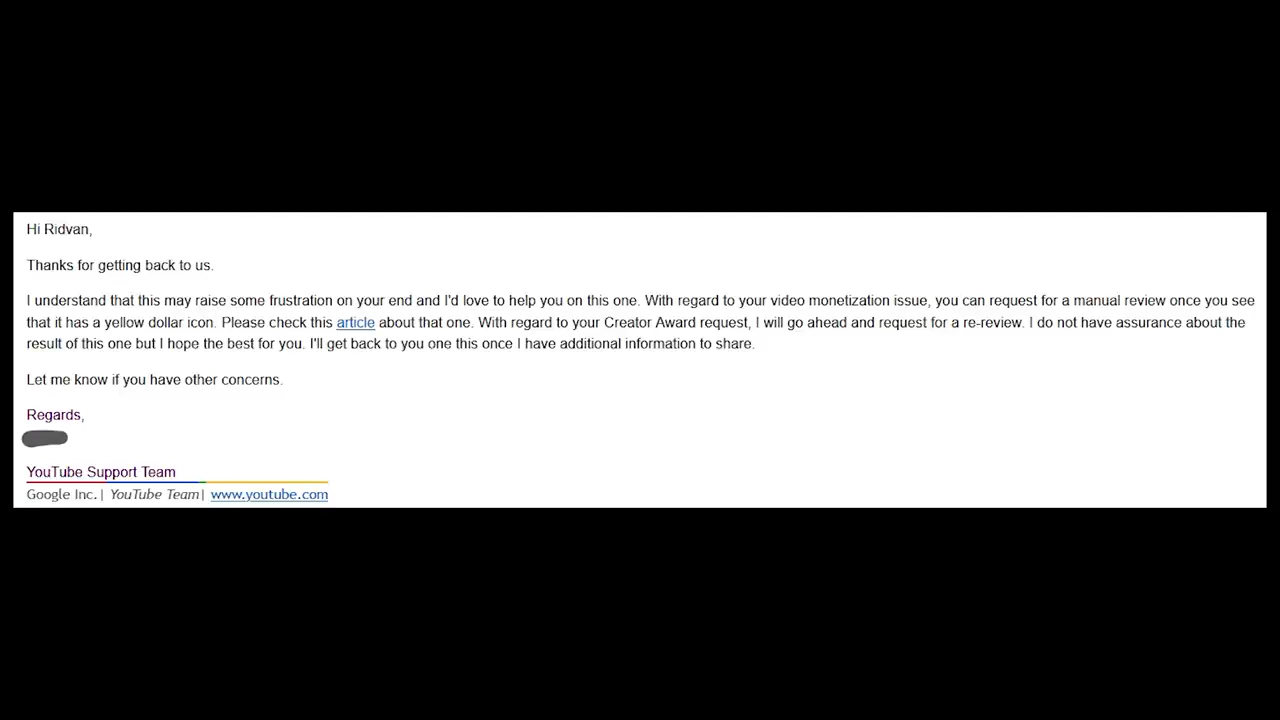 Hi Ridvan,
Thanks for getting back to us.
I understand that this may raise some frustration on your end and I'd love to help you on this one. With regard to your video monetization issue, you can request for a manual review once you see
that it has a yellow dollar icon. Please check this article about that one. With regard to your Creator Award request, I will go ahead and request for a re-review. I do not have assurance about the
result of this one but I hope the best for you. I'll get back to you one this once I have additional information to share.
Let me know if you have other concerns.
Regards,
YouTube Support Team
Google Inc.| YouTube Team| www.youtube.com